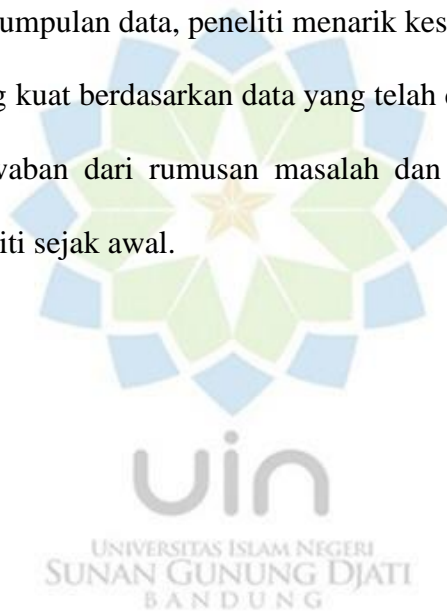 umpulan data, peneliti menarik kes
g kuat berdasarkan data yang telah
vaban dari rumusan masalah dan
iti sejak awal.
uin
UNIVERSITAS ISLAM NEGERI
SUNAN GUNUNG DJATI
BANDUNG